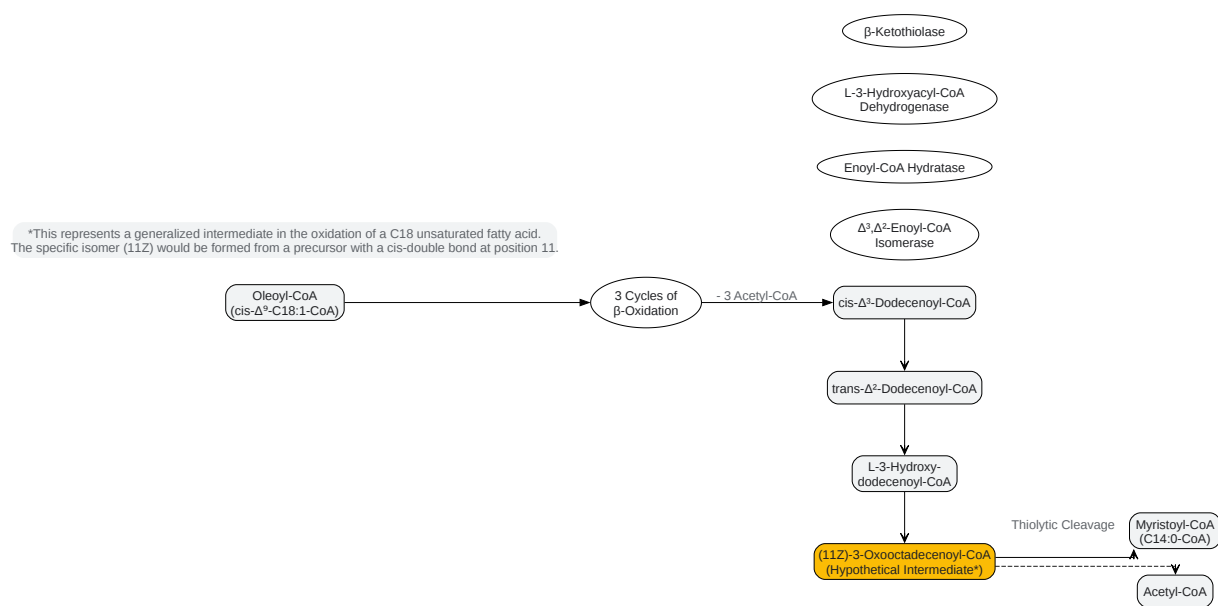 β-Ketothiolase
L-3-Hydroxyacyl-CoA
Dehydrogenase
Enoyl-CoA Hydratase
*This represents a generalized intermediate in the oxidation of a C18 unsaturated fatty acid.
The specific isomer (11Z) would be formed from a precursor with a cis-double bond at position 11.
Δ³,Δ²-Enoyl-CoA
Isomerase
Oleoyl-CoA
(cis-Δ⁹-C18:1-CoA)
3 Cycles of
β-Oxidation
- 3 Acetyl-CoA
cis-Δ³-Dodecenoyl-CoA
trans-Δ²-Dodecenoyl-CoA
L-3-Hydroxy-
dodecenoyl-CoA
(11Z)-3-Oxooctadecenoyl-CoA
(Hypothetical Intermediate*)
Thiolytic Cleavage
Myristoyl-CoA
(C14:0-CoA)
Acetyl-CoA